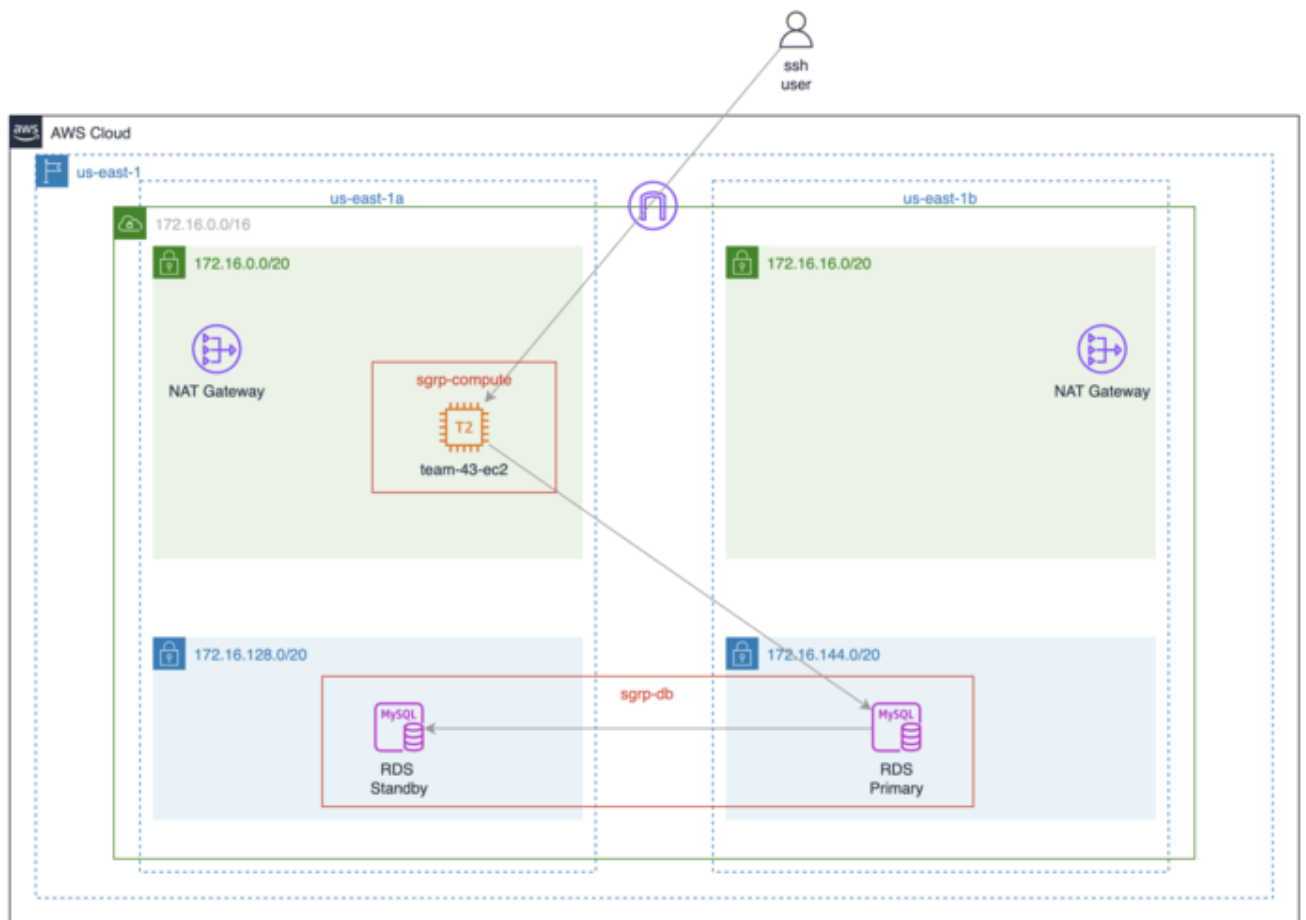 ssh
user
aws
AWS Cloud
us-east-1
us-east-1a
us-east-1b
172.16.0.0/16
172.16.0.0/20
172.16.16.0/20
NAT Gateway
sgrp-compute
T2
team-43-ec2
NAT Gateway
172.16.128.0/20
172.16.144.0/20
sgrp-db
MySQL
RDS
Standby
MySQL
RDS
Primary